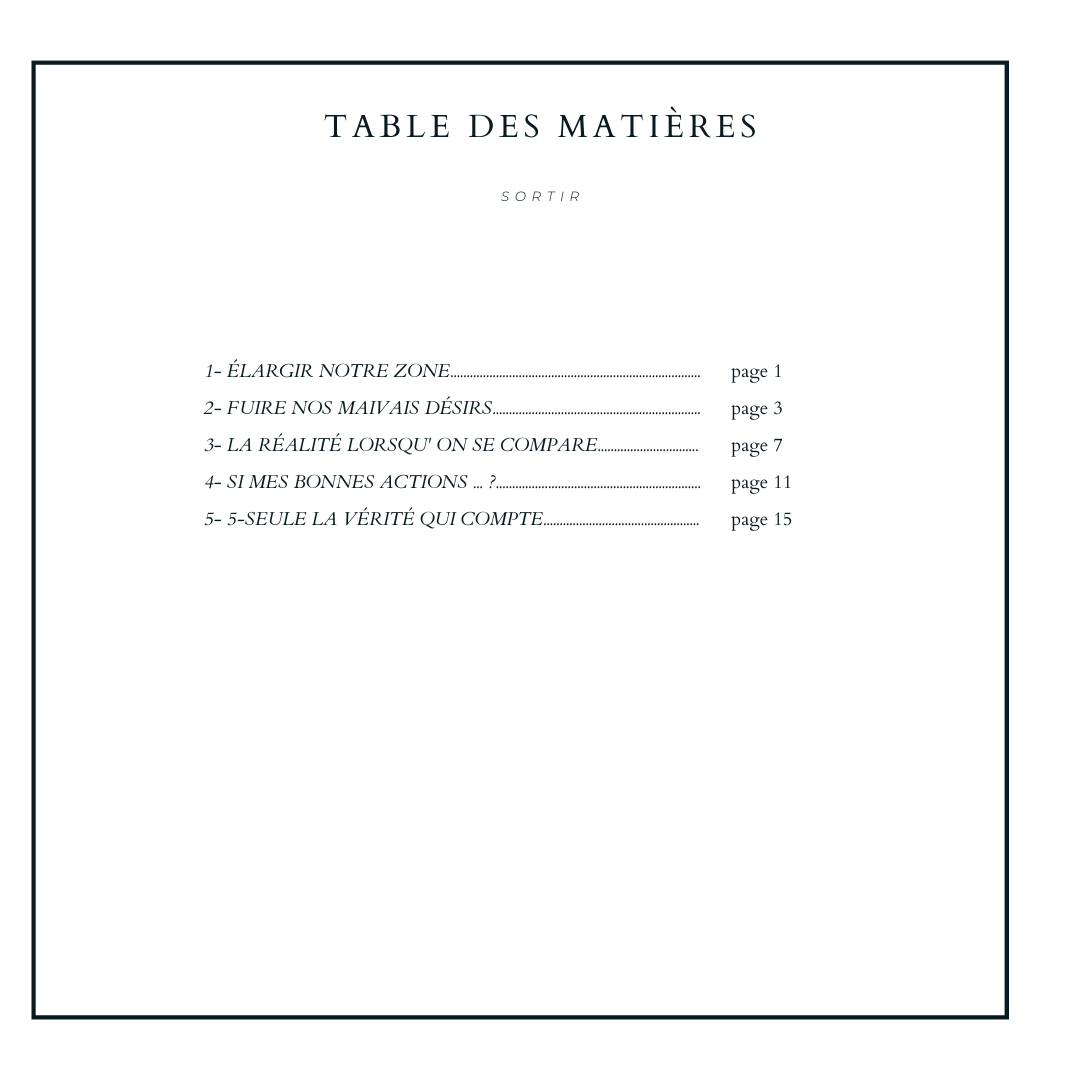 TABLE DES MATIÈRES
SORTIR
1- ÉLARGIR NOTRE ZONE.............................................................................. page 1
2- FUIRE NOS MAIVAIS DÉSIRS................................................................. page 3
3- LA RÉALITÉ LORSQU' ON SE COMPARE................................ page 7
4- SI MES BONNES ACTIONS ... ?................................................................ page 11
5- 5-SEULE LA VÉRITÉ QUI COMPTE................................................. page 15